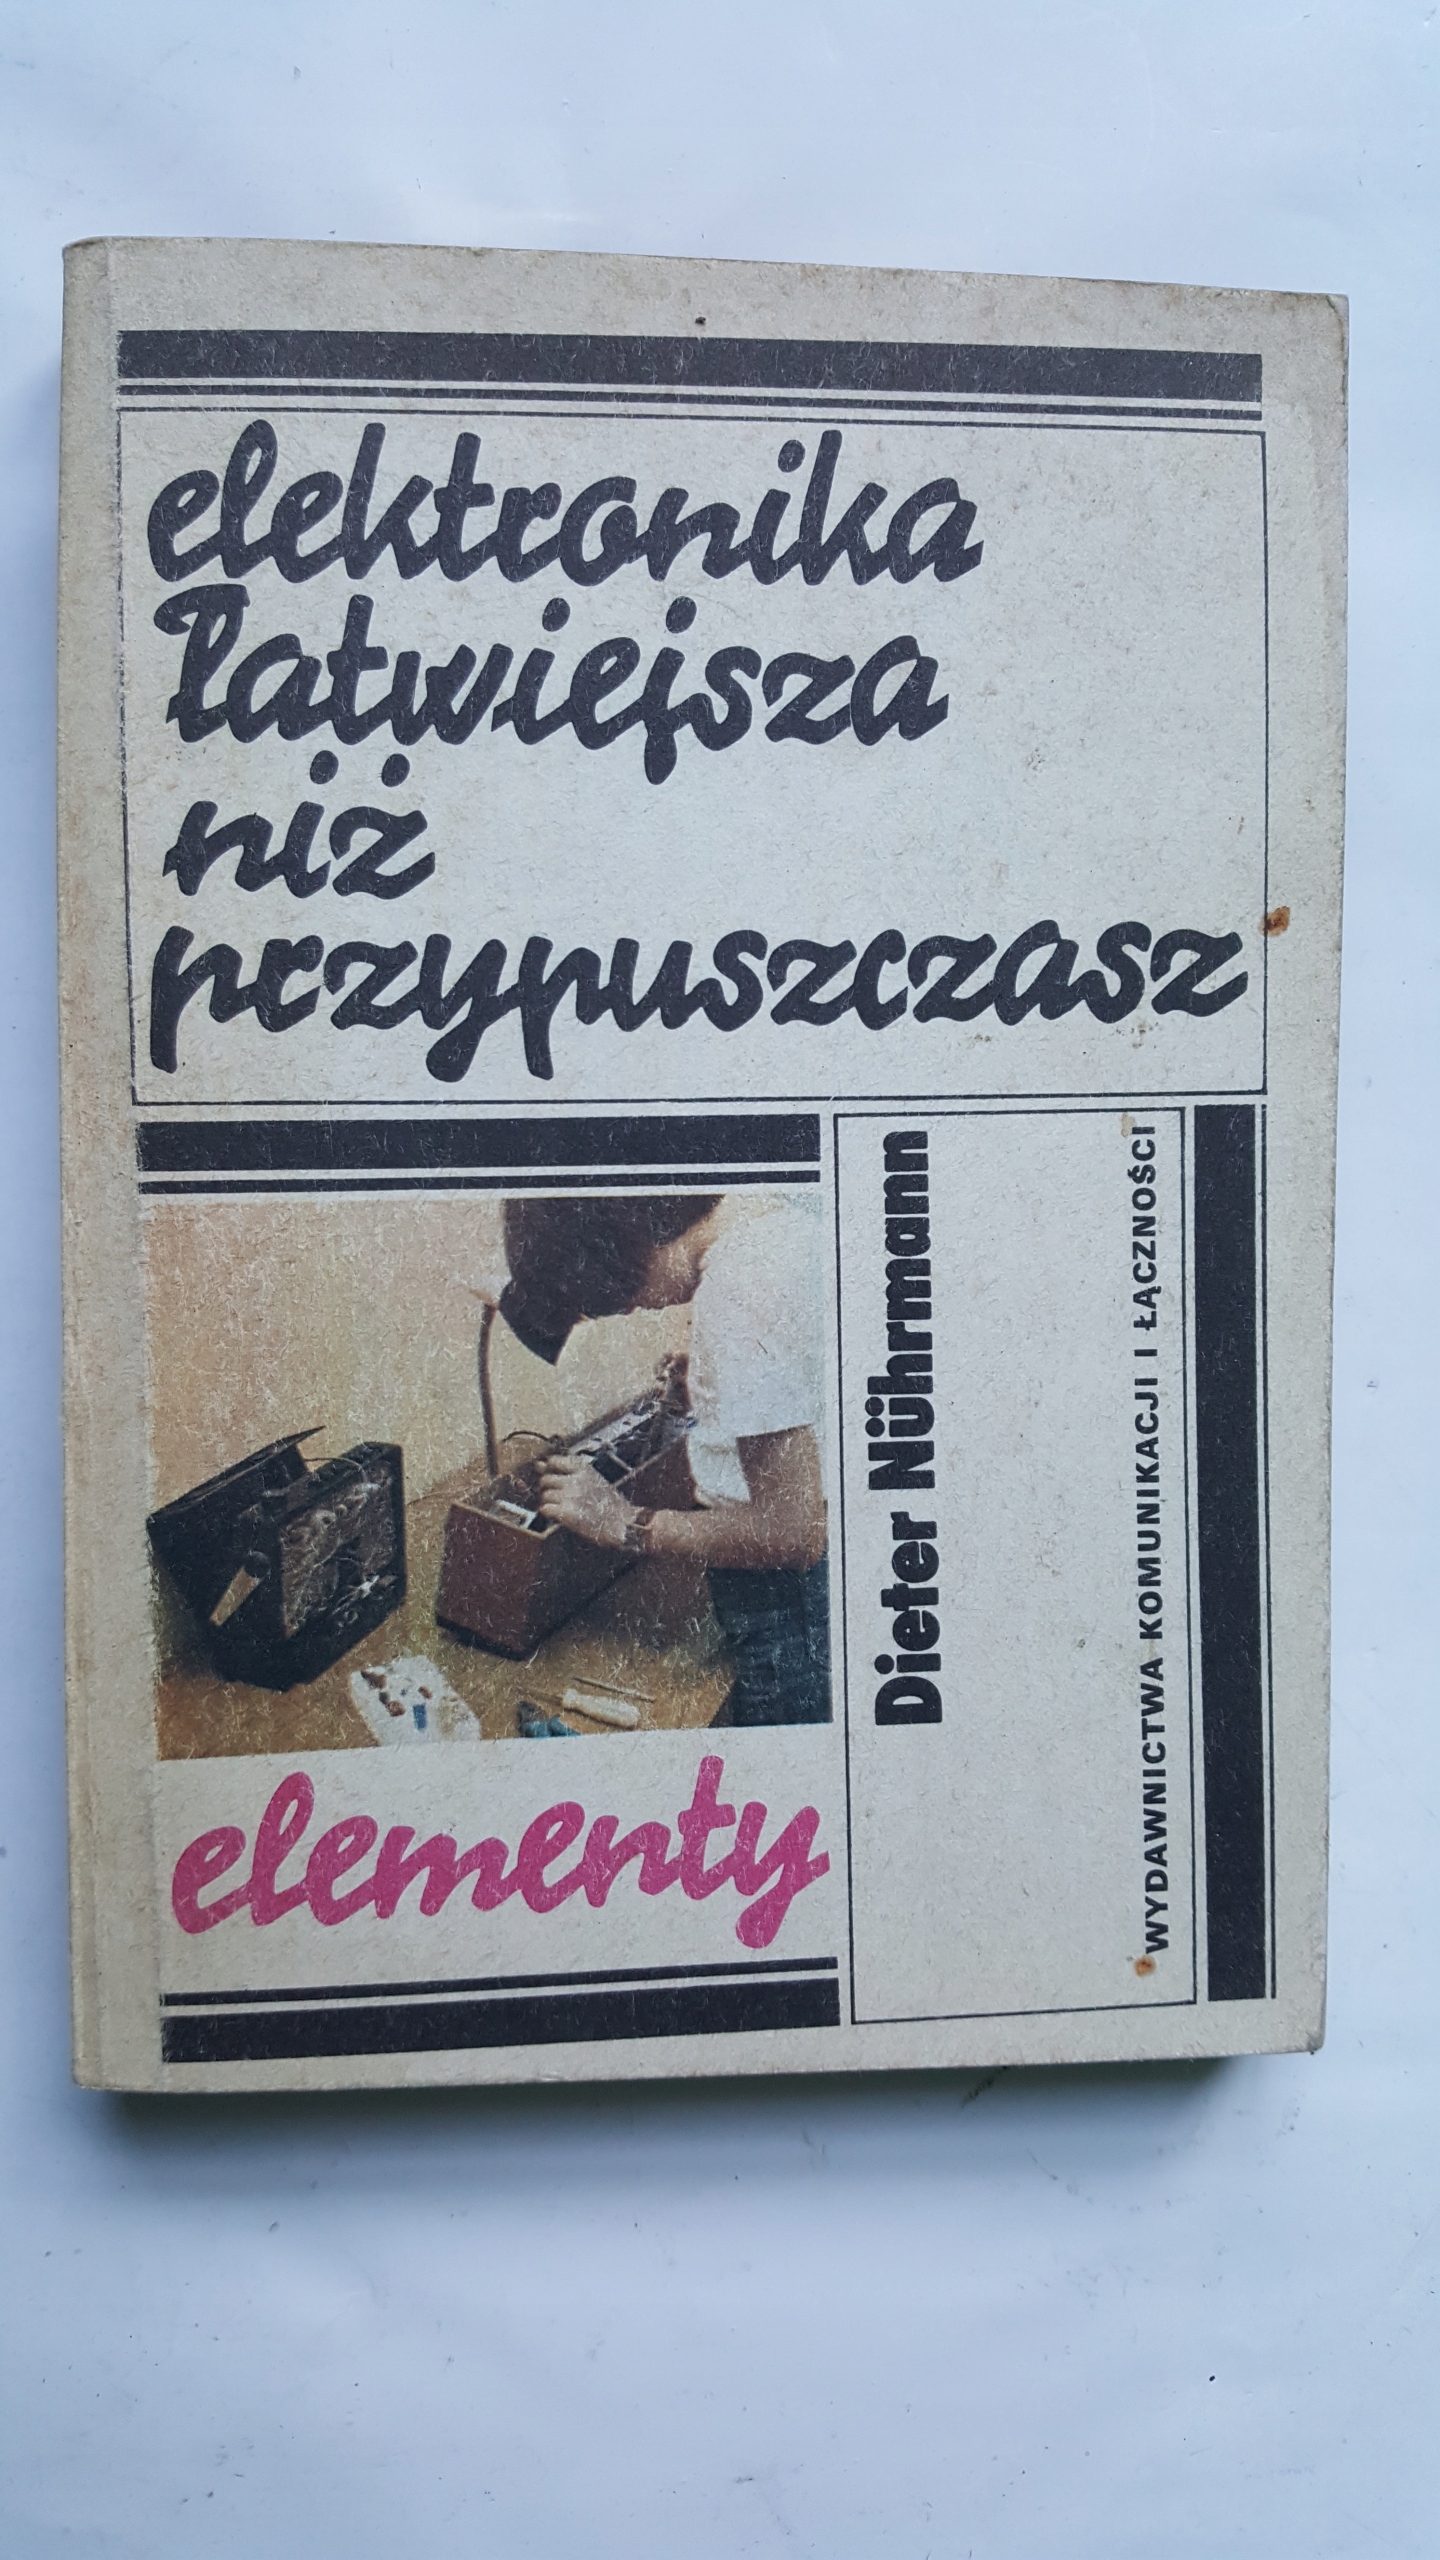 elektronika
łatwiejsza
niż
przypuszczasz
Dieter Nührmann
WYDAWNICTWA KOMUNIKACJI I ŁĄCZNOŚCI
elementy